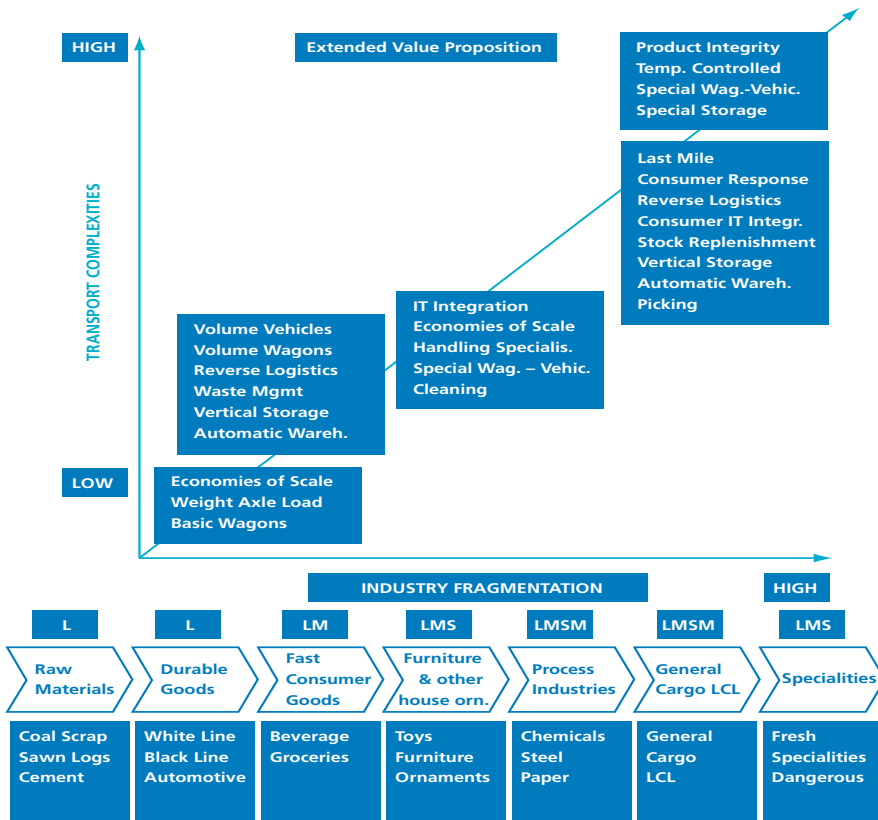 HIGH
Extended Value Proposition
Product Integrity
Temp. Controlled
Special Wag.-Vehic.
Special Storage
Last Mile
Consumer Response
Reverse Logistics
Consumer IT Integr.
Stock Replenishment
Vertical Storage
Automatic Wareh.
Picking
TRANSPORT COMPLEXITIES
IT Integration
Economies of Scale
Handling Specialis.
Special Wag. – Vehic.
Cleaning
Volume Vehicles
Volume Wagons
Reverse Logistics
Waste Mgmt
Vertical Storage
Automatic Wareh.
LOW
Economies of Scale
Weight Axle Load
Basic Wagons
INDUSTRY FRAGMENTATION
HIGH
L
L
LM
LMS
LMSM
LMSM
LMS
Raw
Materials
Durable
Goods
Fast
Consumer
Goods
Furniture
& other
house orn.
Process
Industries
General
Cargo LCL
Specialities
Coal Scrap
Sawn Logs
Cement
White Line
Black Line
Automotive
Beverage
Groceries
Toys
Furniture
Ornaments
Chemicals
Steel
Paper
General
Cargo
LCL
Fresh
Specialities
Dangerous